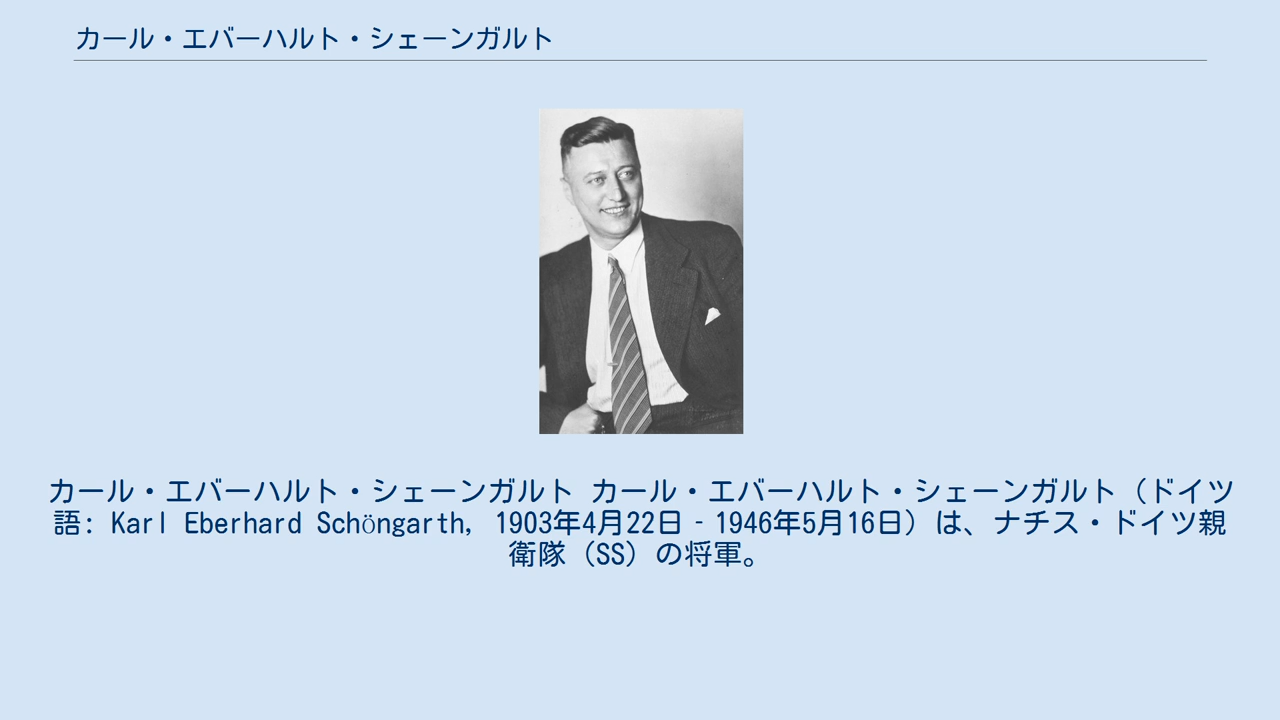 カール・エバーハルト・シェーンガルト
カール・エバーハルト・シェーンガルト カール・エバーハルト・シェーンガルト（ドイツ
語: Karl Eberhard Schöngarth, 1903年4月22日 - 1946年5月16日）は、ナチス・ドイツ親
衛隊（SS）の将軍。